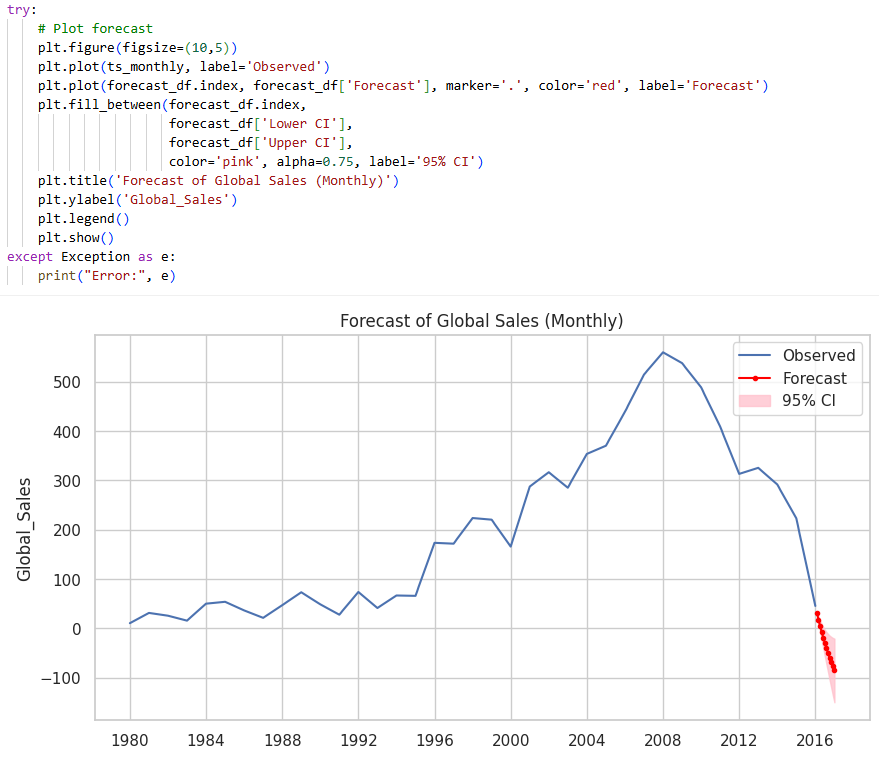 try:
# Plot forecast
plt.figure(figsize=(10,5))
plt.plot(ts_monthly, label='Observed')
plt.plot(forecast_df.index, forecast_df['Forecast'], marker='.', color='red', label='Forecast')
plt.fill_between(forecast_df.index,
forecast_df['Lower CI'],
forecast_df['Upper CI'],
color='pink', alpha=0.75, label='95% CI')
plt.title('Forecast of Global Sales (Monthly)')
plt.ylabel('Global_Sales')
plt.legend()
plt.show()
except Exception as e:
print("Error:", e)
Forecast of Global Sales (Monthly)
Observed
Forecast
95% CI
Global_Sales
500
400
300
200
100
0
−100
1980 1984 1988 1992 1996 2000 2004 2008 2012 2016